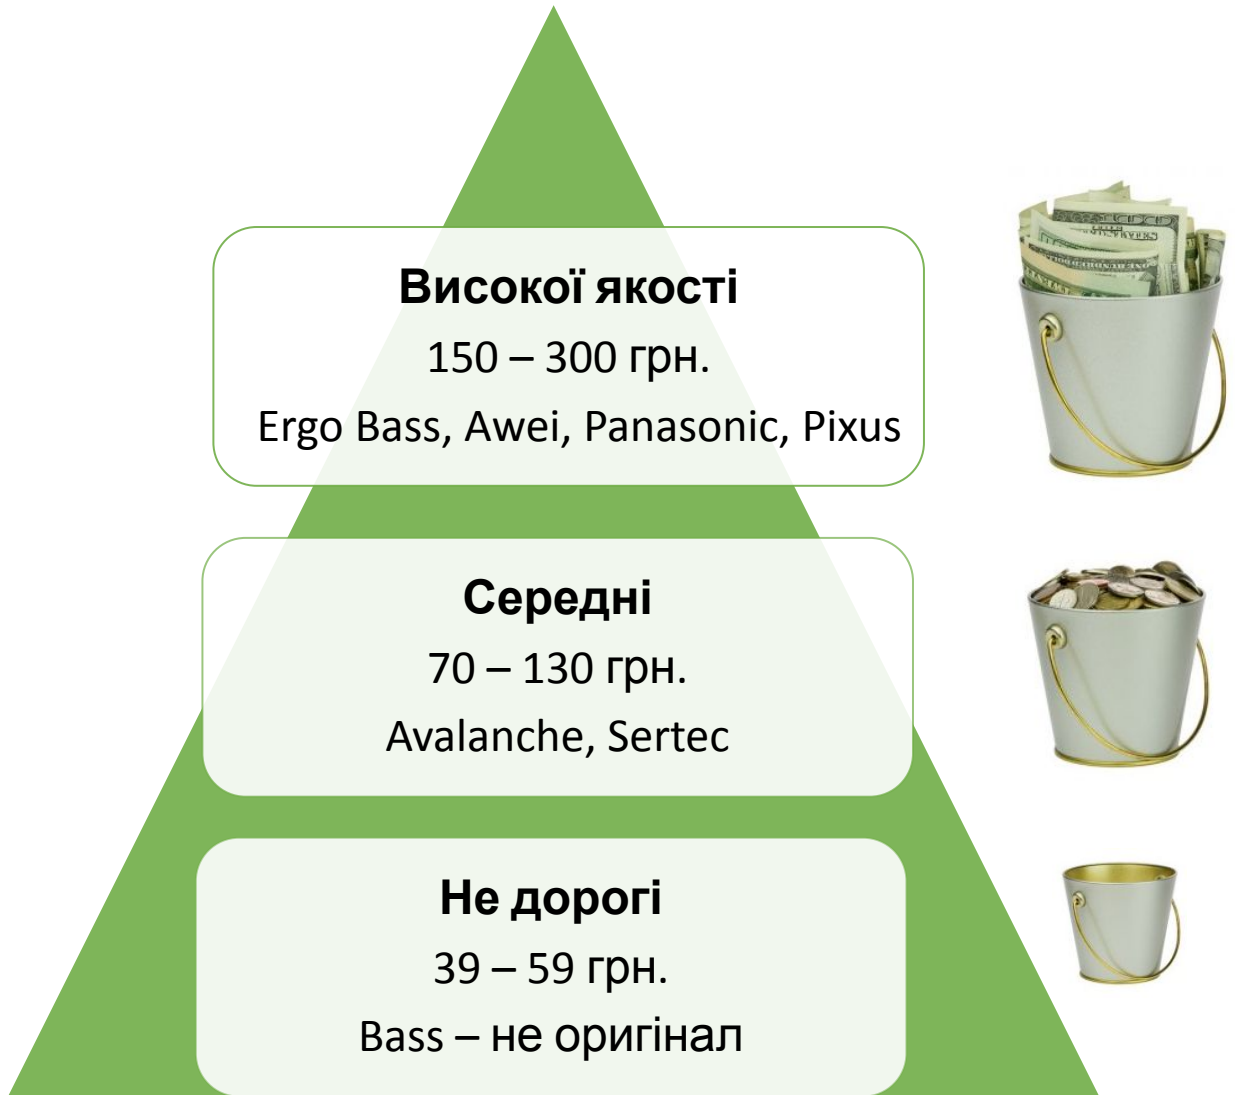 Високої якості
150 – 300 грн.
Ergo Bass, Awei, Panasonic, Pixus
Середні
70 – 130 грн.
Avalanche, Sertec
Не дорогі
39 – 59 грн.
Bass – не оригінал